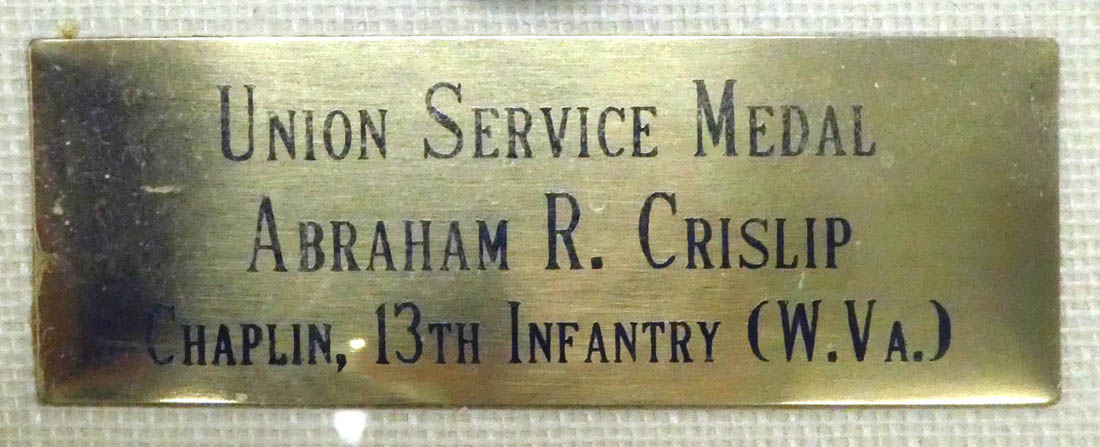 Union Service Medal
Abraham R. Crislip
Chaplin, 13th Infantry (W.Va.)